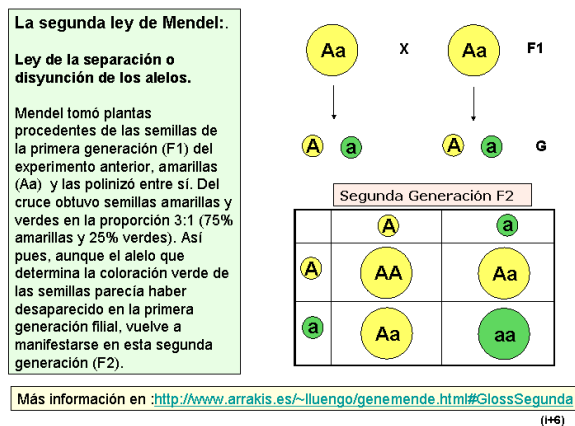 La segunda ley de Mendel:.
Ley de la separación o
disyunción de los alelos.
Mendel tomó plantas
procedentes de las semillas de
la primera generación (F1) del
experimento anterior, amarillas
(Aa) y las polinizó entre sí. Del
cruce obtuvo semillas amarillas y
verdes en la proporción 3:1 (75%
amarillas y 25% verdes). Así
pues, aunque el alelo que
determina la coloración verde de
las semillas parecía haber
desaparecido en la primera
generación filial, vuelve a
manifestarse en esta segunda
generación (F2).
Aa X Aa F1
A a A a G
Segunda Generación F2
A a
A AA Aa
a Aa aa
Más información en :http://www.arrakis.es/~lluengo/genemende.html#GlossSegunda
(i+6)